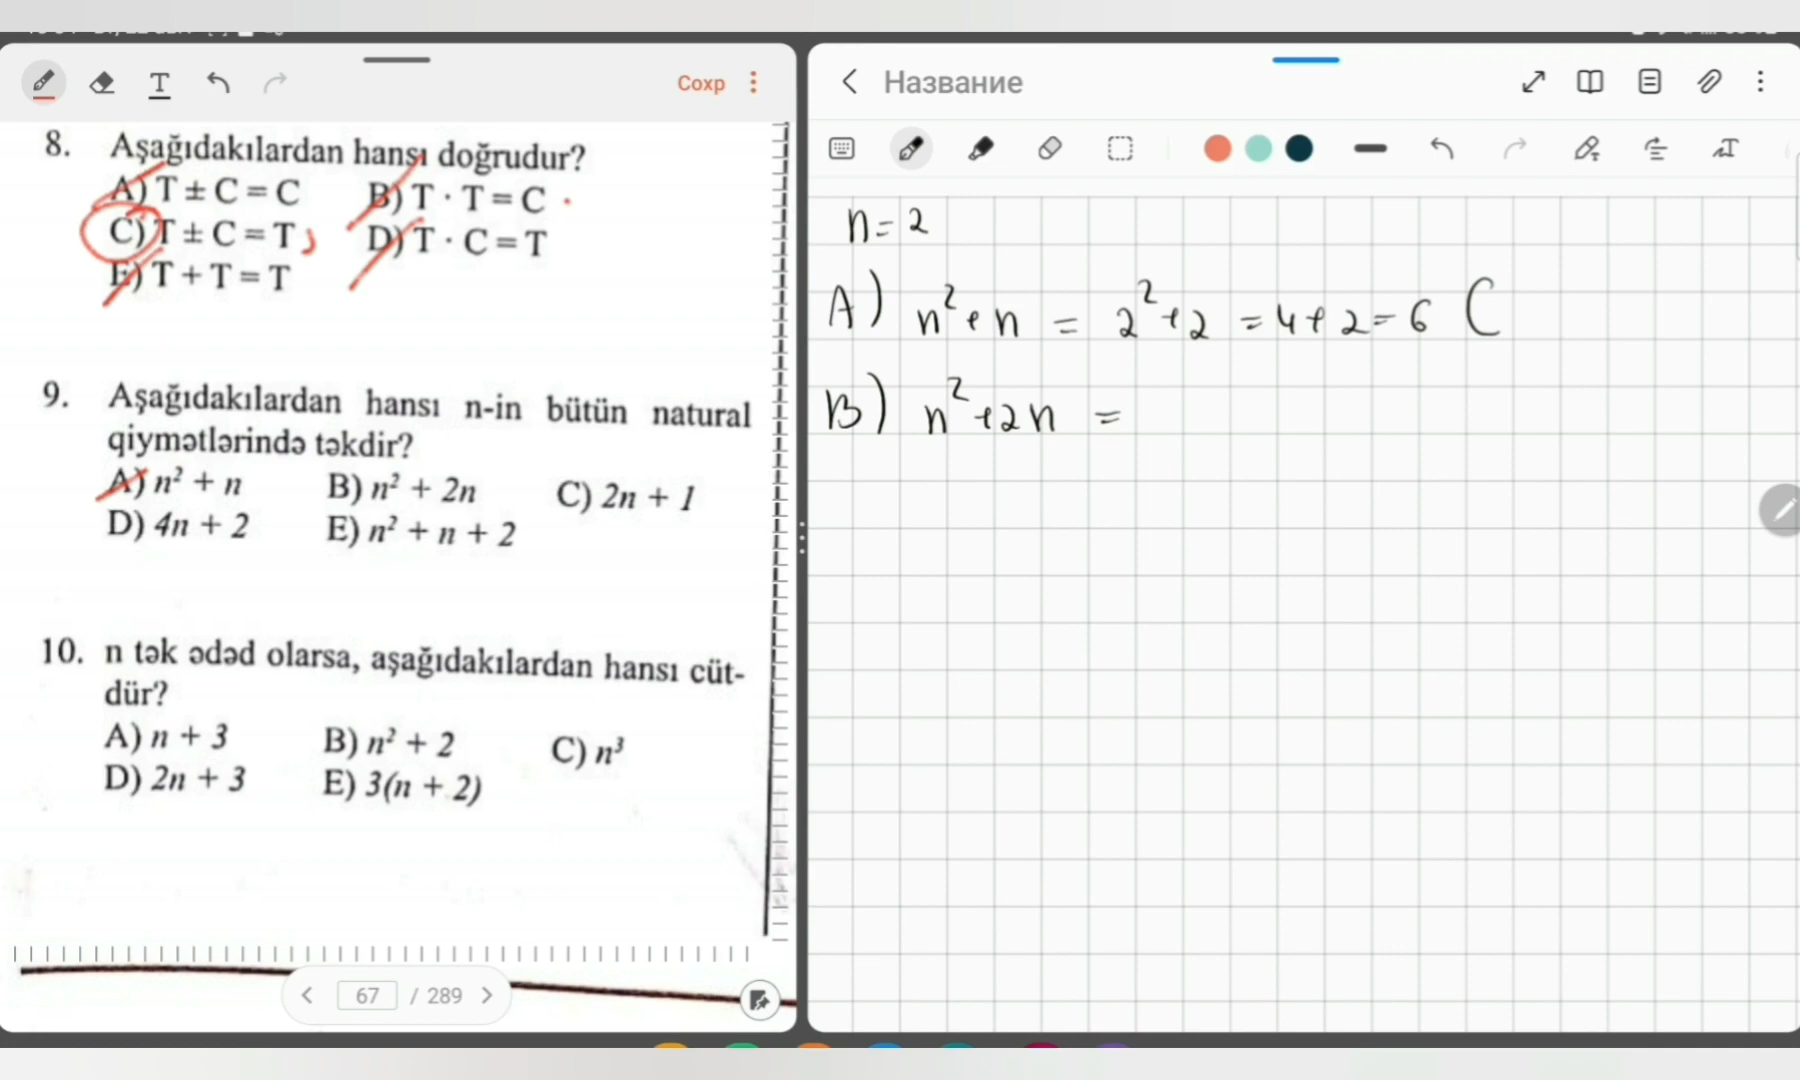 Сохр
8. Aşağıdakılardan hansı doğrudur?
A) T ± C = C B) T · T = C
C) T ± C = T D) T · C = T
E) T + T = T
9. Aşağıdakılardan hansı n-in bütün natural
qiymətlərində təkdir?
A) n² + n B) n² + 2n C) 2n + 1
D) 4n + 2 E) n² + n + 2
10. n tək ədəd olarsa, aşağıdakılardan hansı cüt-
dür?
A) n + 3 B) n² + 2 C) n³
D) 2n + 3 E) 3(n + 2)
67 / 289
Название
n = 2
A) n² + n = 2² + 2 = 4 + 2 = 6 C
B) n² + 2n =